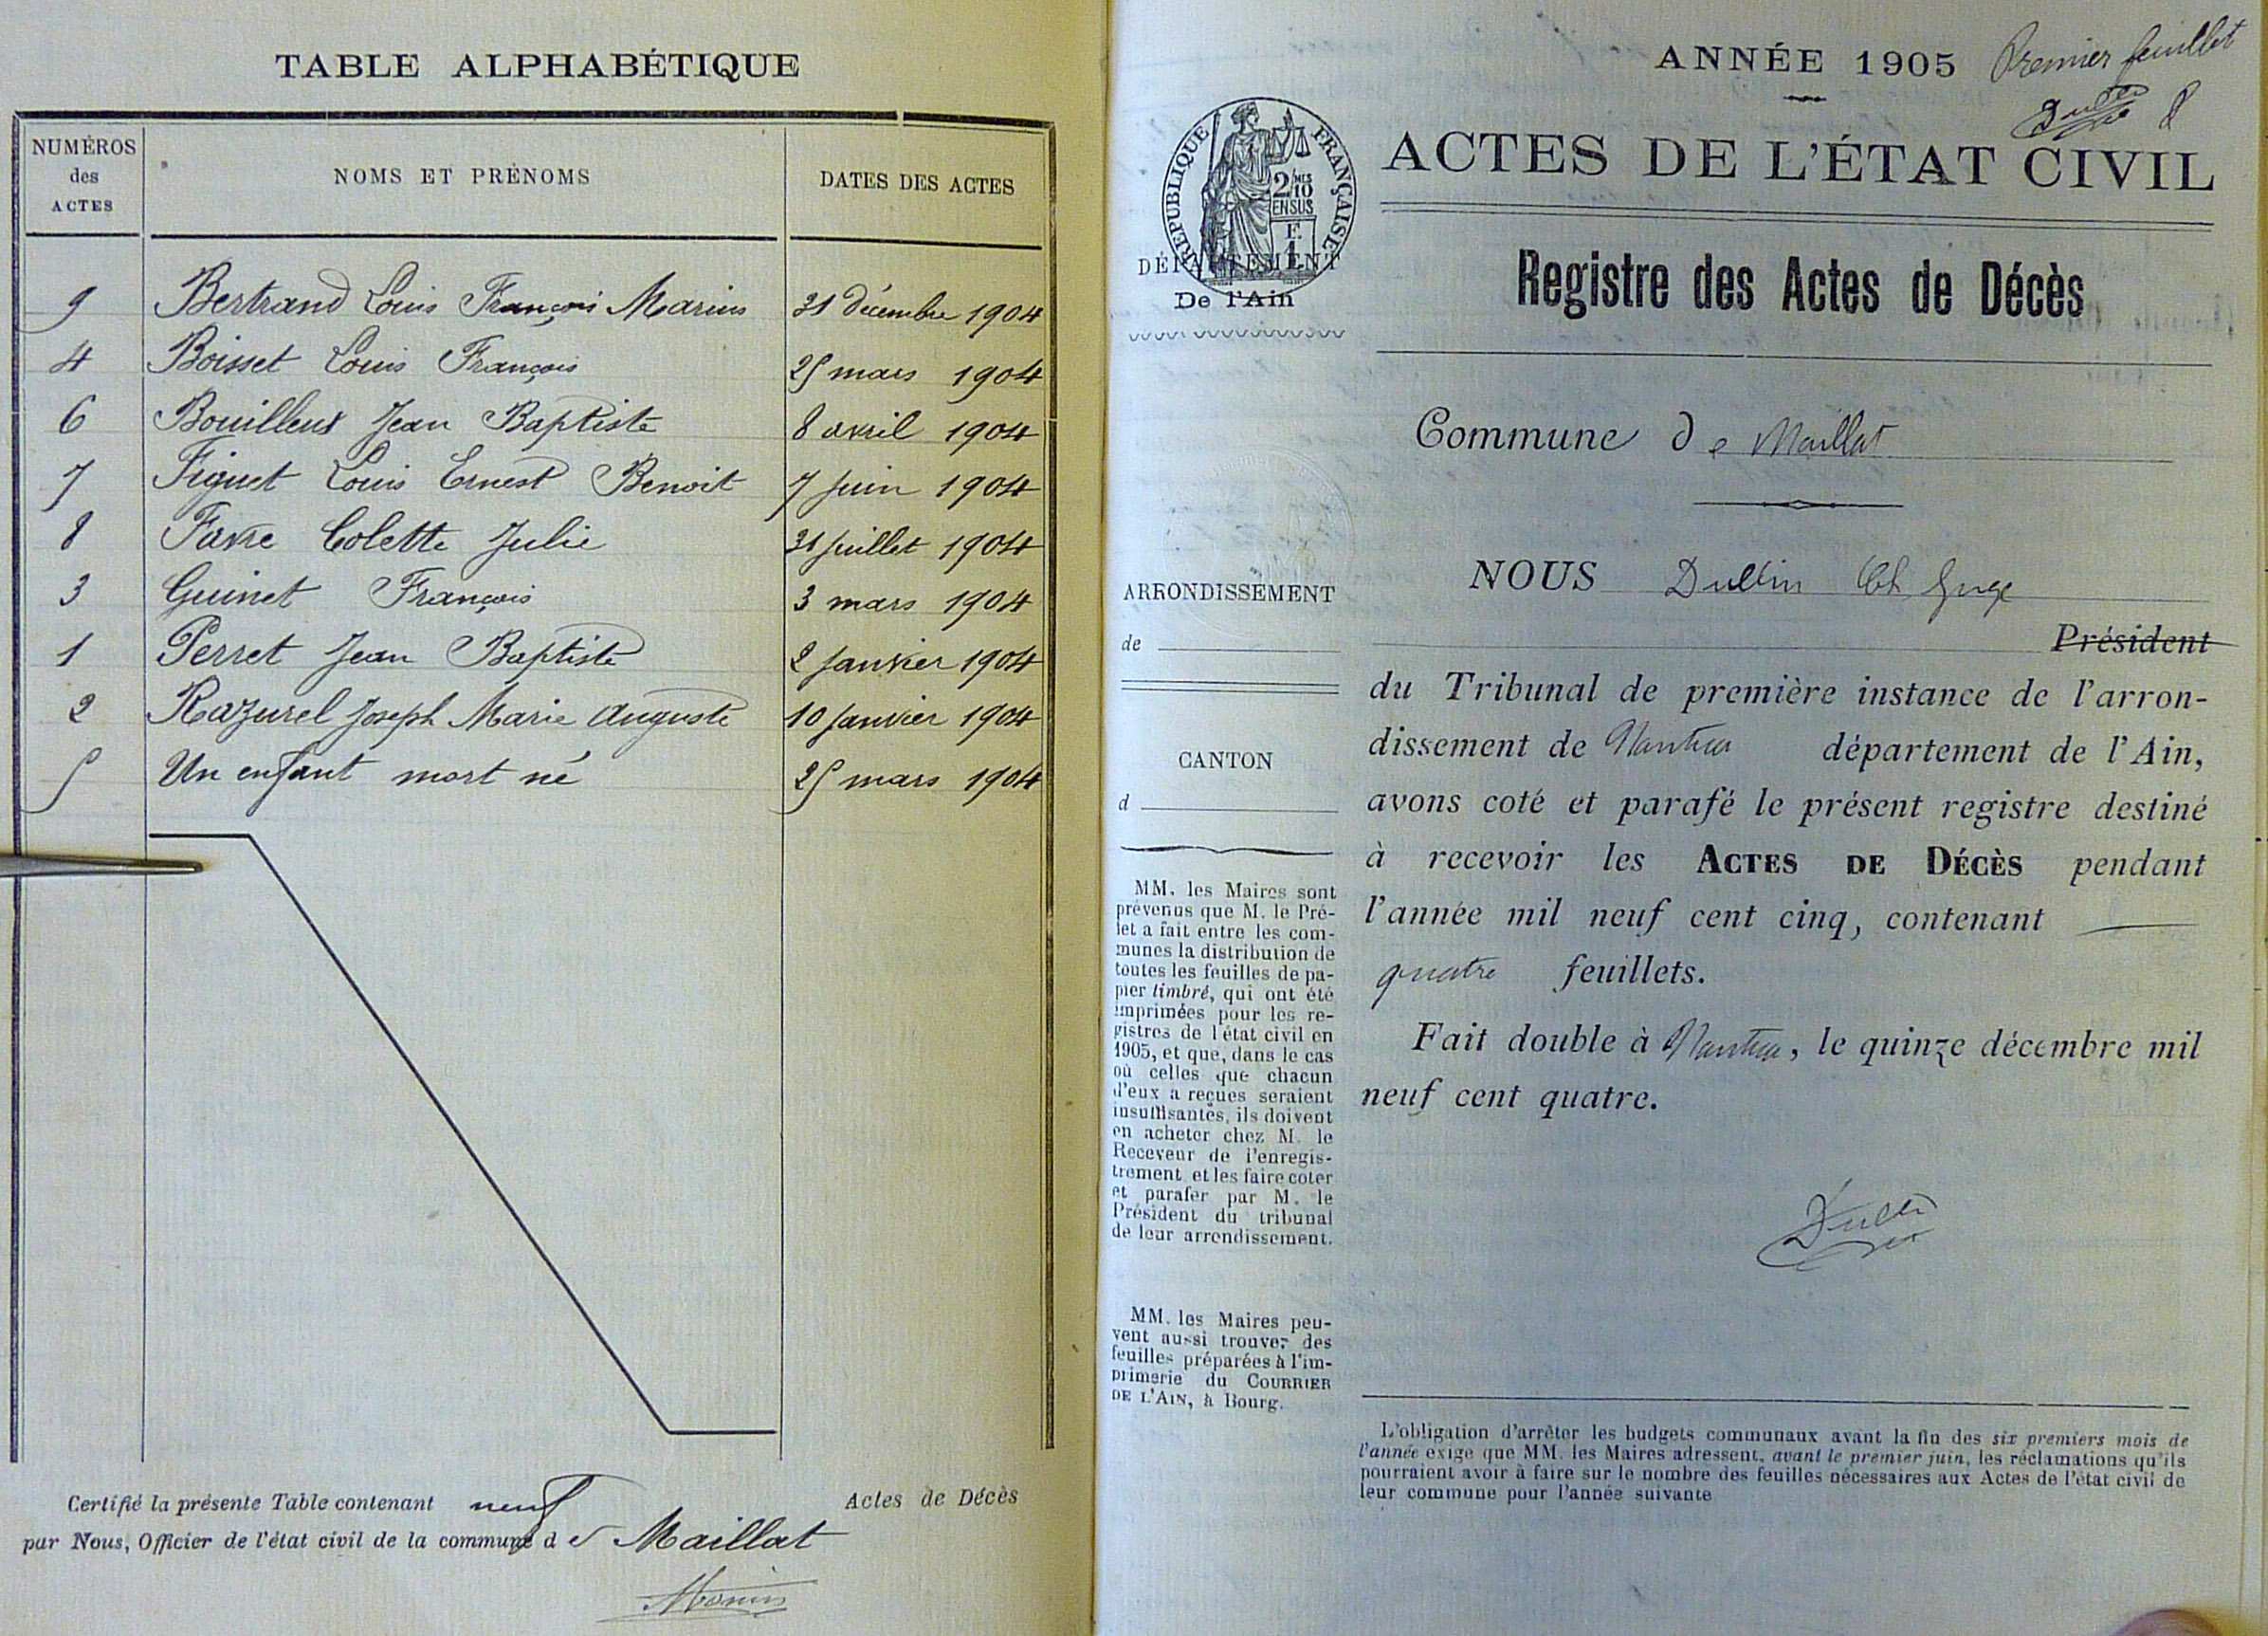 TABLE ALPHABÉTIQUE
NUMÉROS des ACTES NOMS ET PRÉNOMS DATES DES ACTES
9 Bertrand Louis François Marius 31 décembre 1904
4 Boisset Louis François 25 mars 1904
6 Bouilleux Jean Baptiste 8 avril 1904
7 Figuet Louis Ernest Benoit 7 juin 1904
8 Favre Colette Julie 31 juillet 1904
3 Guinet François 3 mars 1904
1 Perret Jean Baptiste 2 janvier 1904
2 Razurel Joseph Marie Auguste 10 janvier 1904
5 Un enfant mort né 25 mars 1904
Certifié la présente Table contenant neuf Actes de Décès
par Nous, Officier de l'état civil de la commune de Maillat
ANNÉE 1905 Premier feuillet
ACTES DE L'ÉTAT CIVIL
RÉPUBLIQUE FRANÇAISE
2/10 MES
EN SUS
E
1
DÉPARTEMENT
De l'Ain
Registre des Actes de Décès
Commune de Maillat
ARRONDISSEMENT
de
CANTON
d
MM. les Maires sont
prévenus que M. le Pré-
fet a fait entre les com-
munes la distribution de
toutes les feuilles de pa-
pier timbré, qui ont été
imprimées pour les re-
gistres de l'état civil en
1905, et que, dans le cas
où celles que chacun
d'eux a reçues seraient
insuffisantes, ils doivent
en acheter chez M. le
Receveur de l'enregis-
trement et les faire coter
et parafer par M. le
Président du tribunal
de leur arrondissement.
MM. les Maires peu-
vent aussi trouver des
feuilles préparées à l'im-
primerie du COURRIER
DE L'AIN, à Bourg.
NOUS Dullin Ch Juge
Président
du Tribunal de première instance de l'arron-
dissement de Nantua département de l'Ain,
avons coté et parafé le présent registre destiné
à recevoir les ACTES DE DÉCÈS pendant
l'année mil neuf cent cinq, contenant
quatre feuillets.
Fait double à Nantua, le quinze décembre mil
neuf cent quatre.
Dullin
L'obligation d'arrêter les budgets communaux avant la fin des six premiers mois de
l'année exige que MM. les Maires adressent, avant le premier juin, les réclamations qu'ils
pourraient avoir à faire sur le nombre des feuilles nécessaires aux Actes de l'état civil de
leur commune pour l'année suivante